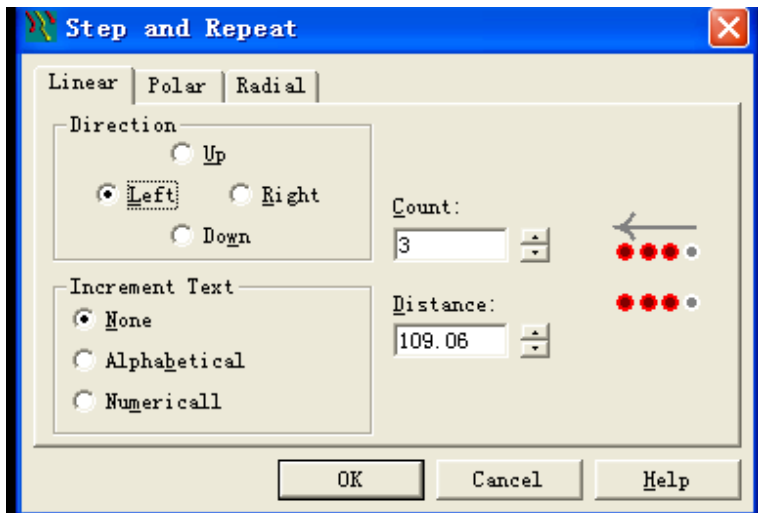 Step and Repeat
Linear Polar Radial
Direction
Up
Left Right
Down
Count:
3
Increment Text
None
Alphabetical
Numericall
Distance:
109.06
OK Cancel Help